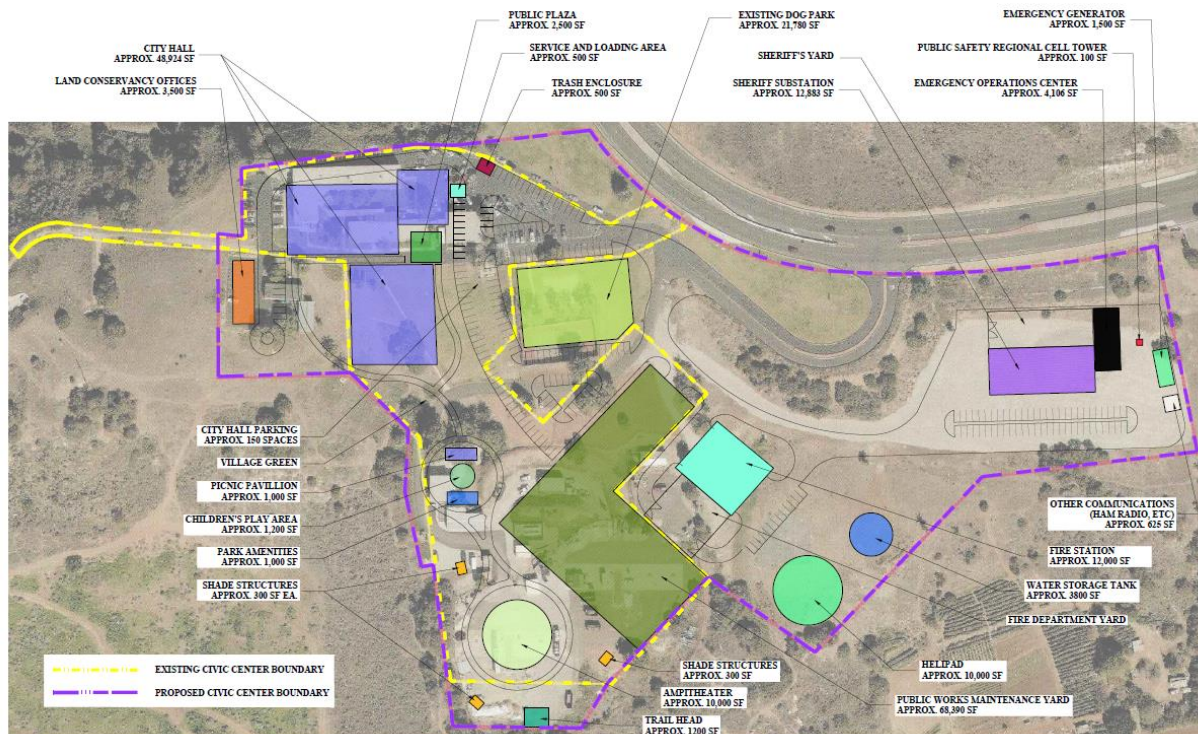 PUBLIC PLAZA
APPROX. 2,500 SF
EXISTING DOG PARK
APPROX. 21,780 SF
EMERGENCY GENERATOR
APPROX. 1,500 SF
CITY HALL
APPROX. 48,924 SF
SERVICE AND LOADING AREA
APPROX. 500 SF
SHERIFF'S YARD
PUBLIC SAFETY REGIONAL CELL TOWER
APPROX. 100 SF
LAND CONSERVANCY OFFICES
APPROX. 3,500 SF
TRASH ENCLOSURE
APPROX. 500 SF
SHERIFF SUBSTATION
APPROX. 12,883 SF
EMERGENCY OPERATIONS CENTER
APPROX. 4,106 SF
CITY HALL PARKING
APPROX. 150 SPACES
VILLAGE GREEN
PICNIC PAVILLION
APPROX. 1,000 SF
CHILDREN'S PLAY AREA
APPROX. 1,200 SF
PARK AMENITIES
APPROX. 1,000 SF
SHADE STRUCTURES
APPROX. 300 SF EA.
OTHER COMMUNICATIONS
(HAM RADIO, ETC)
APPROX. 625 SF
FIRE STATION
APPROX. 12,000 SF
WATER STORAGE TANK
APPROX. 3800 SF
FIRE DEPARTMENT YARD
HELIPAD
APPROX. 10,000 SF
PUBLIC WORKS MAINTENANCE YARD
APPROX. 68,390 SF
SHADE STRUCTURES
APPROX. 300 SF
AMPITHEATER
APPROX. 10,000 SF
TRAIL HEAD
APPROX. 1200 SF
EXISTING CIVIC CENTER BOUNDARY
PROPOSED CIVIC CENTER BOUNDARY